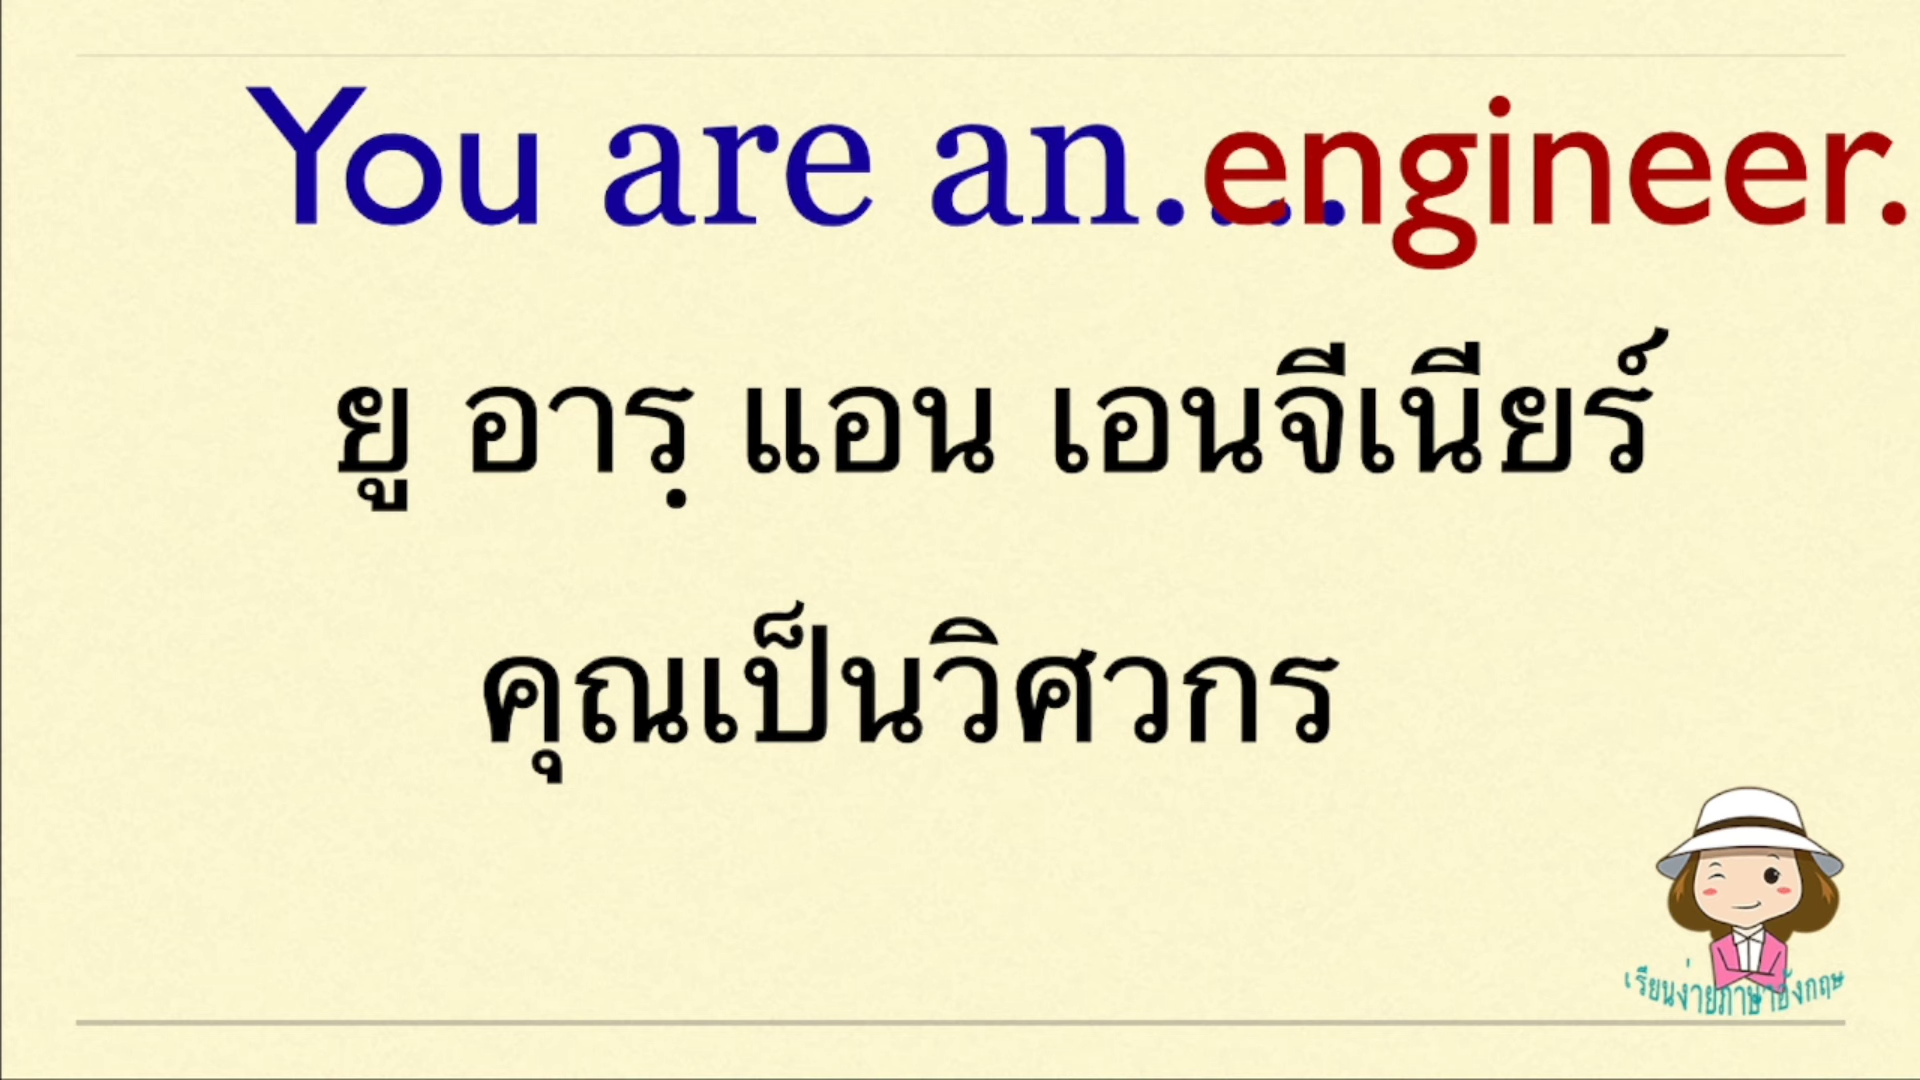 You are an....engineer.
ยู อารฺ แอน เอนจีเนียร์
คุณเป็นวิศวกร
เรียนง่ายภาษาอังกฤษ